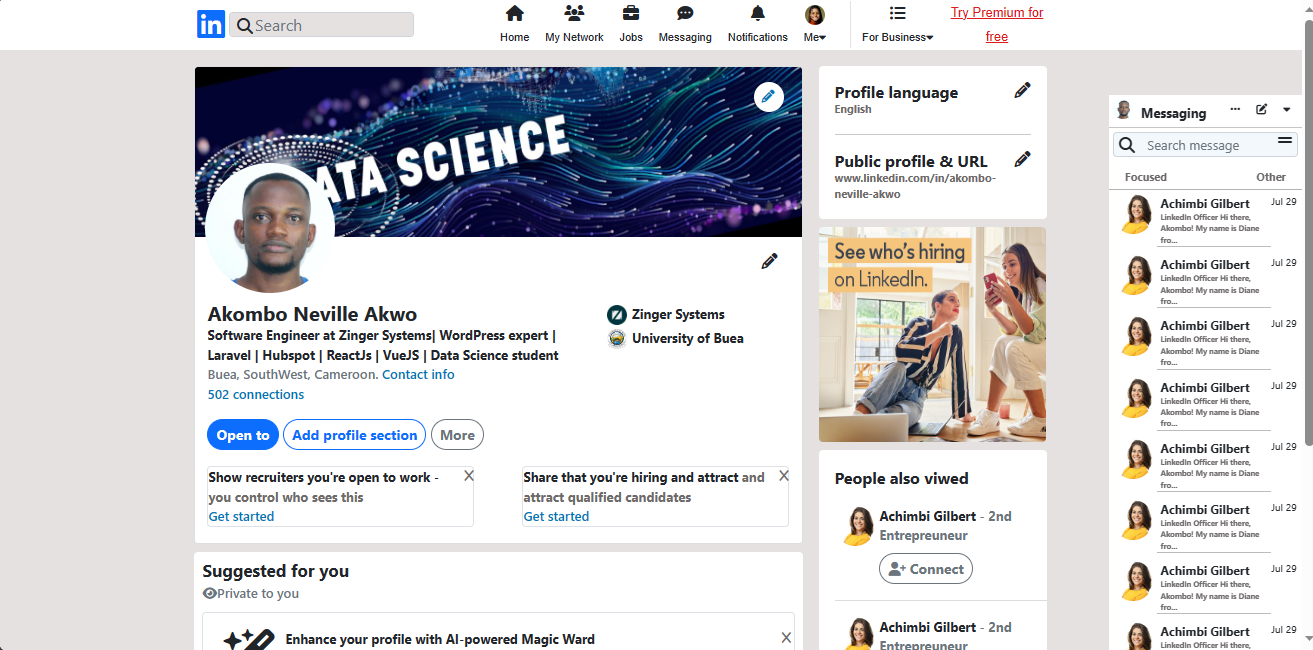 in
Search
Home
My Network
Jobs
Messaging
Notifications
Me
For Business
Try Premium for
free
ATA SCIENCE
Akombo Neville Akwo
Software Engineer at Zinger Systems| WordPress expert |
Laravel | Hubspot | ReactJs | VueJS | Data Science student
Buea, SouthWest, Cameroon. Contact info
502 connections
Zinger Systems
University of Buea
Open to
Add profile section
More
Show recruiters you're open to work -
you control who sees this
Get started
Share that you're hiring and attract and
attract qualified candidates
Get started
Suggested for you
Private to you
Enhance your profile with AI-powered Magic Ward
Profile language
English
Public profile & URL
www.linkedin.com/in/akombo-
neville-akwo
See who's hiring
on LinkedIn.
People also viwed
Achimbi Gilbert - 2nd
Entrepreuneur
Connect
Achimbi Gilbert - 2nd
Entrepreuneur
Messaging
Search message
Focused
Other
Achimbi Gilbert
Jul 29
LinkedIn Officer Hi there,
Akombo! My name is Diane
fro...
Achimbi Gilbert
Jul 29
LinkedIn Officer Hi there,
Akombo! My name is Diane
fro...
Achimbi Gilbert
Jul 29
LinkedIn Officer Hi there,
Akombo! My name is Diane
fro...
Achimbi Gilbert
Jul 29
LinkedIn Officer Hi there,
Akombo! My name is Diane
fro...
Achimbi Gilbert
Jul 29
LinkedIn Officer Hi there,
Akombo! My name is Diane
fro...
Achimbi Gilbert
Jul 29
LinkedIn Officer Hi there,
Akombo! My name is Diane
fro...
Achimbi Gilbert
Jul 29
LinkedIn Officer Hi there,
Akombo! My name is Diane
fro...
Achimbi Gilbert
Jul 29
LinkedIn Officer Hi there,